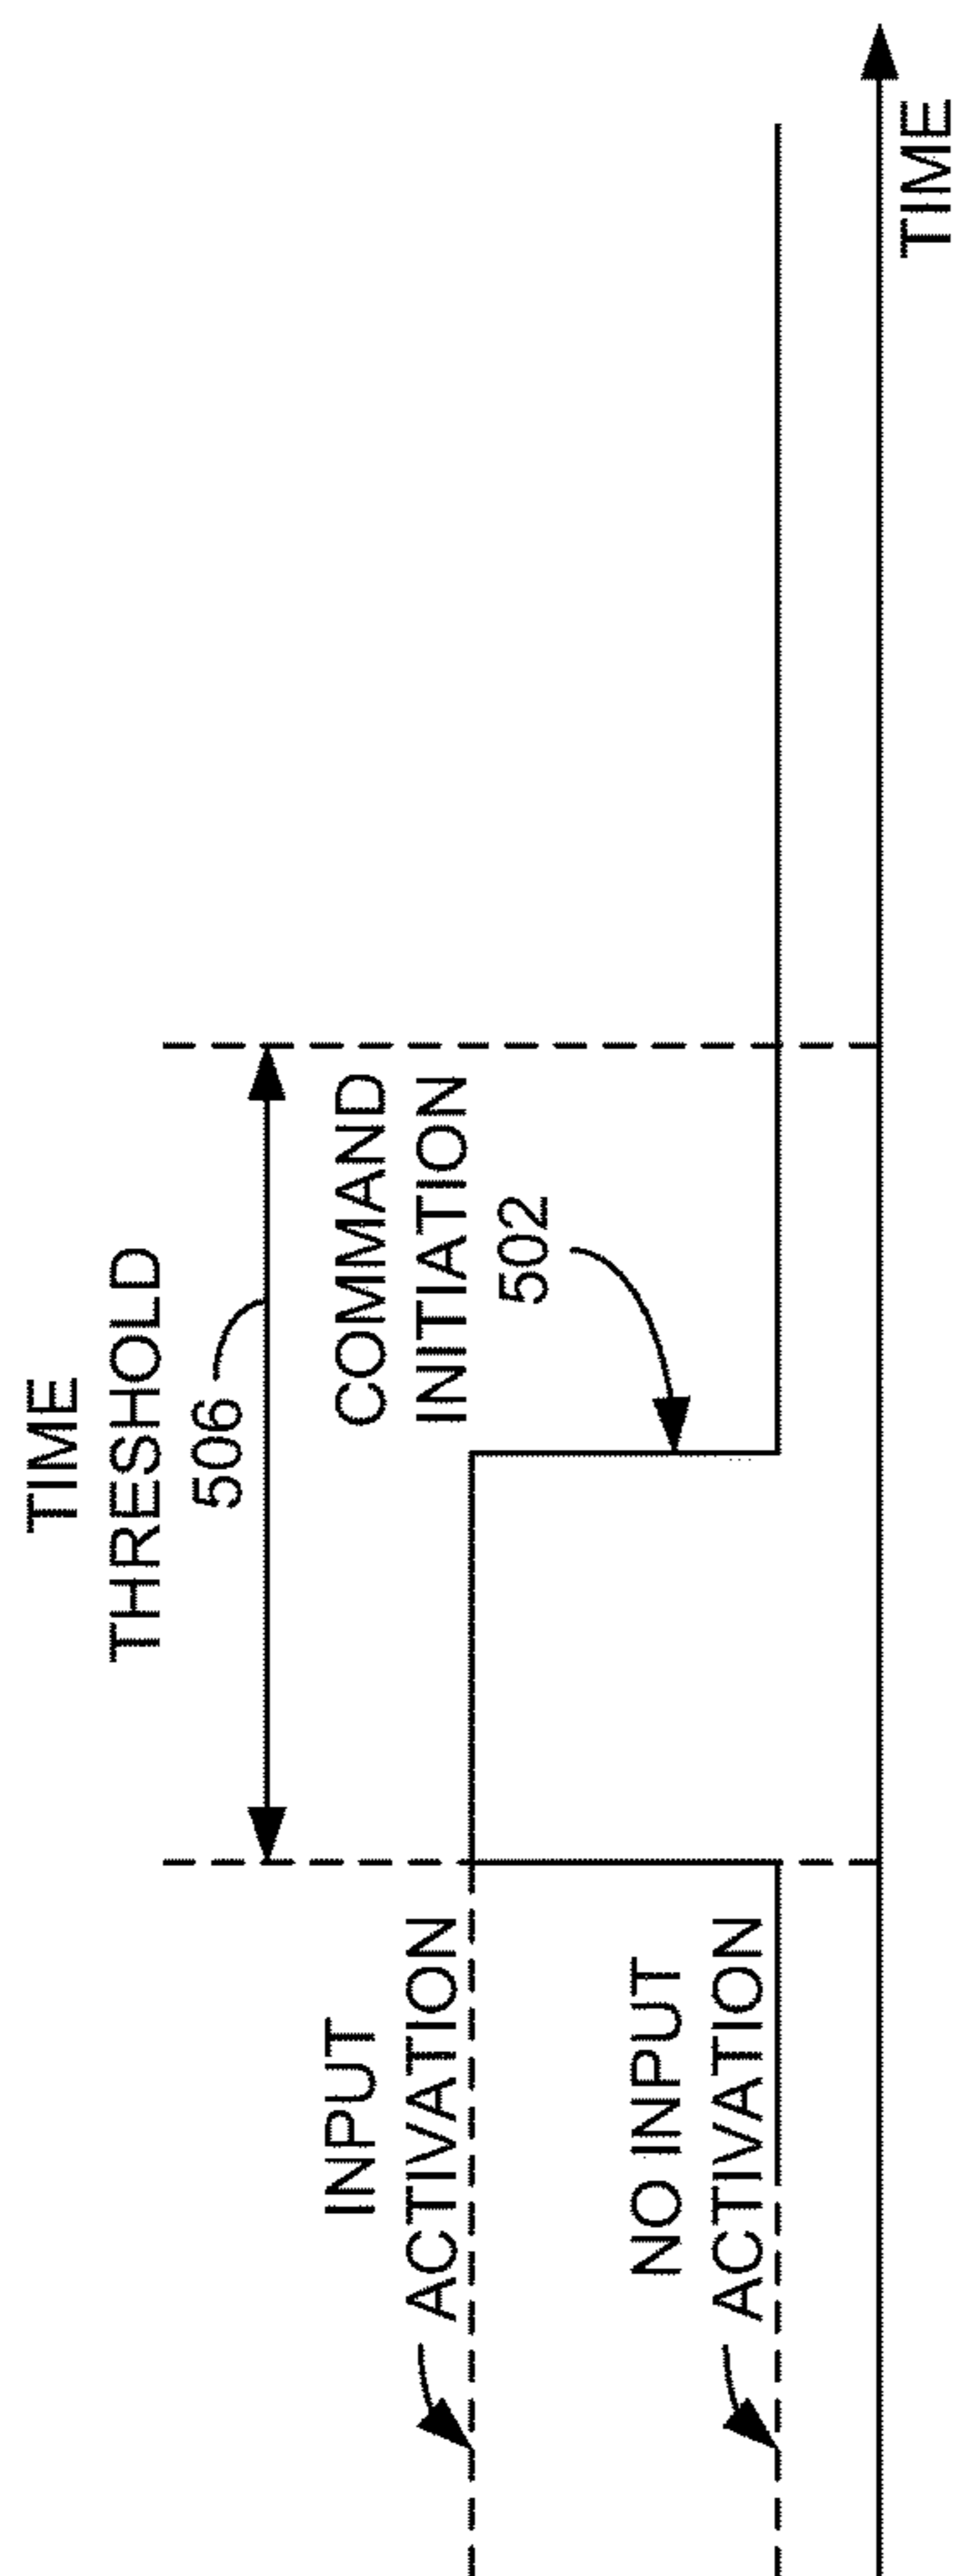 TIME
THRESHOLD
506
INPUT
ACTIVATION
COMMAND
INITIATION
502
NO INPUT
ACTIVATION
TIME